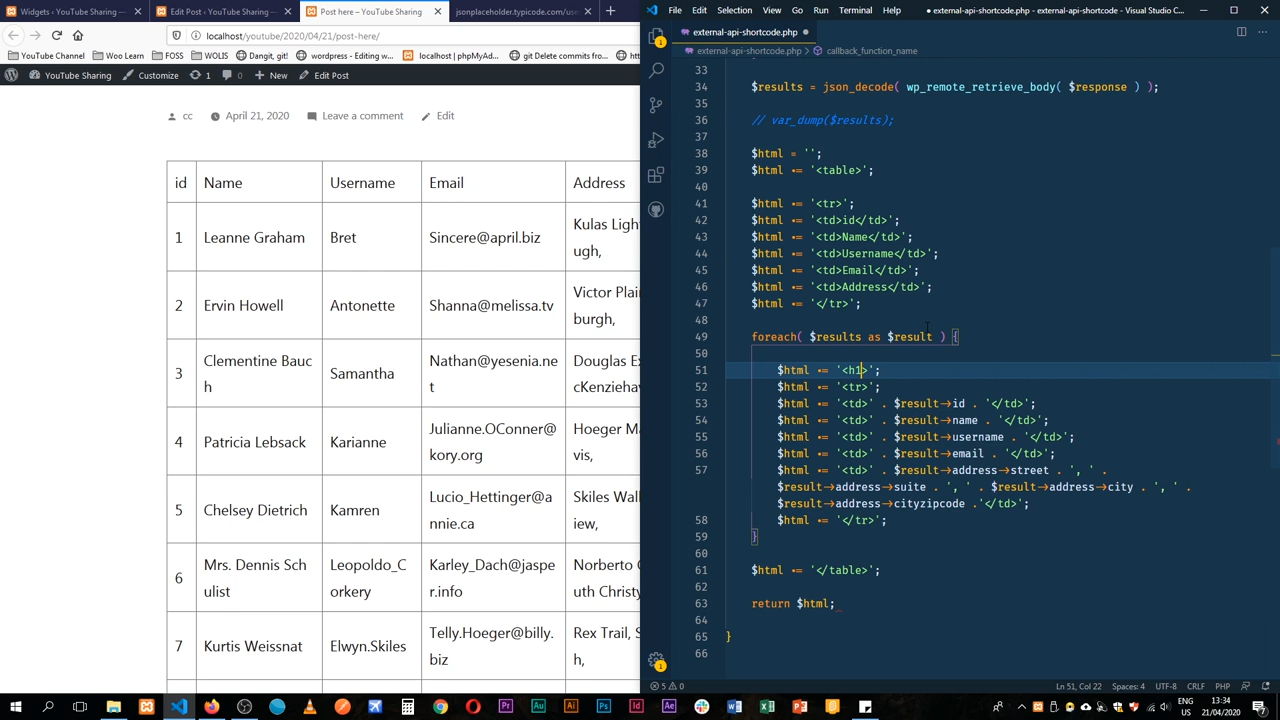 Widgets — YouTube Sharing —
Edit Post — YouTube Sharing —
Post here – YouTube Sharing
jsonplaceholder.typicode.com/use
localhost/youtube/2020/04/21/post-here/
YouTube Channel
Woo Learn
FOSS
WOLIS
Dangit, git!
wordpress - Editing w...
localhost | phpMyAd...
git Delete commits fro...
YouTube Sharing
Customize
1
0
New
Edit Post
cc April 21, 2020 Leave a comment Edit
id Name Username Email Address
1 Leanne Graham Bret Sincere@april.biz Kulas Ligh
ugh,
2 Ervin Howell Antonette Shanna@melissa.tv Victor Plain
burgh,
3 Clementine Bauc
h Samantha Nathan@yesenia.ne
t Douglas Ex
cKenziehav
4 Patricia Lebsack Karianne Julianne.OConner@
kory.org Hoeger Ma
vis,
5 Chelsey Dietrich Kamren Lucio_Hettinger@a
nnie.ca Skiles Wall
iew,
6 Mrs. Dennis Sch
ulist Leopoldo_C
orkery Karley_Dach@jaspe
r.info Norberto C
uth Christy
7 Kurtis Weissnat Elwyn.Skiles Telly.Hoeger@billy.
biz Rex Trail, S
h,
File Edit Selection View Go Run Terminal Help
● external-api-shortcode.php - external-api-shortcode - Visual Studio C
external-api-shortcode.php
external-api-shortcode.php > callback_function_name
33
34 $results = json_decode( wp_remote_retrieve_body( $response ) );
35
36 // var_dump($results);
37
38 $html = '';
39 $html .= '<table>';
40
41 $html .= '<tr>';
42 $html .= '<td>id</td>';
43 $html .= '<td>Name</td>';
44 $html .= '<td>Username</td>';
45 $html .= '<td>Email</td>';
46 $html .= '<td>Address</td>';
47 $html .= '</tr>';
48
49 foreach( $results as $result ) {
50
51 $html .= '<h1>';
52 $html .= '<tr>';
53 $html .= '<td>' . $result->id . '</td>';
54 $html .= '<td>' . $result->name . '</td>';
55 $html .= '<td>' . $result->username . '</td>';
56 $html .= '<td>' . $result->email . '</td>';
57 $html .= '<td>' . $result->address->street . ', ' .
$result->address->suite . ', ' . $result->address->city . ', ' .
$result->address->cityzipcode .'</td>';
58 $html .= '</tr>';
59 }
60
61 $html .= '</table>';
62
63 return $html;
64
65 }
66
5 0
Ln 51, Col 22 Spaces: 4 UTF-8 CRLF PHP
ENG
US
13:34
21/04/2020